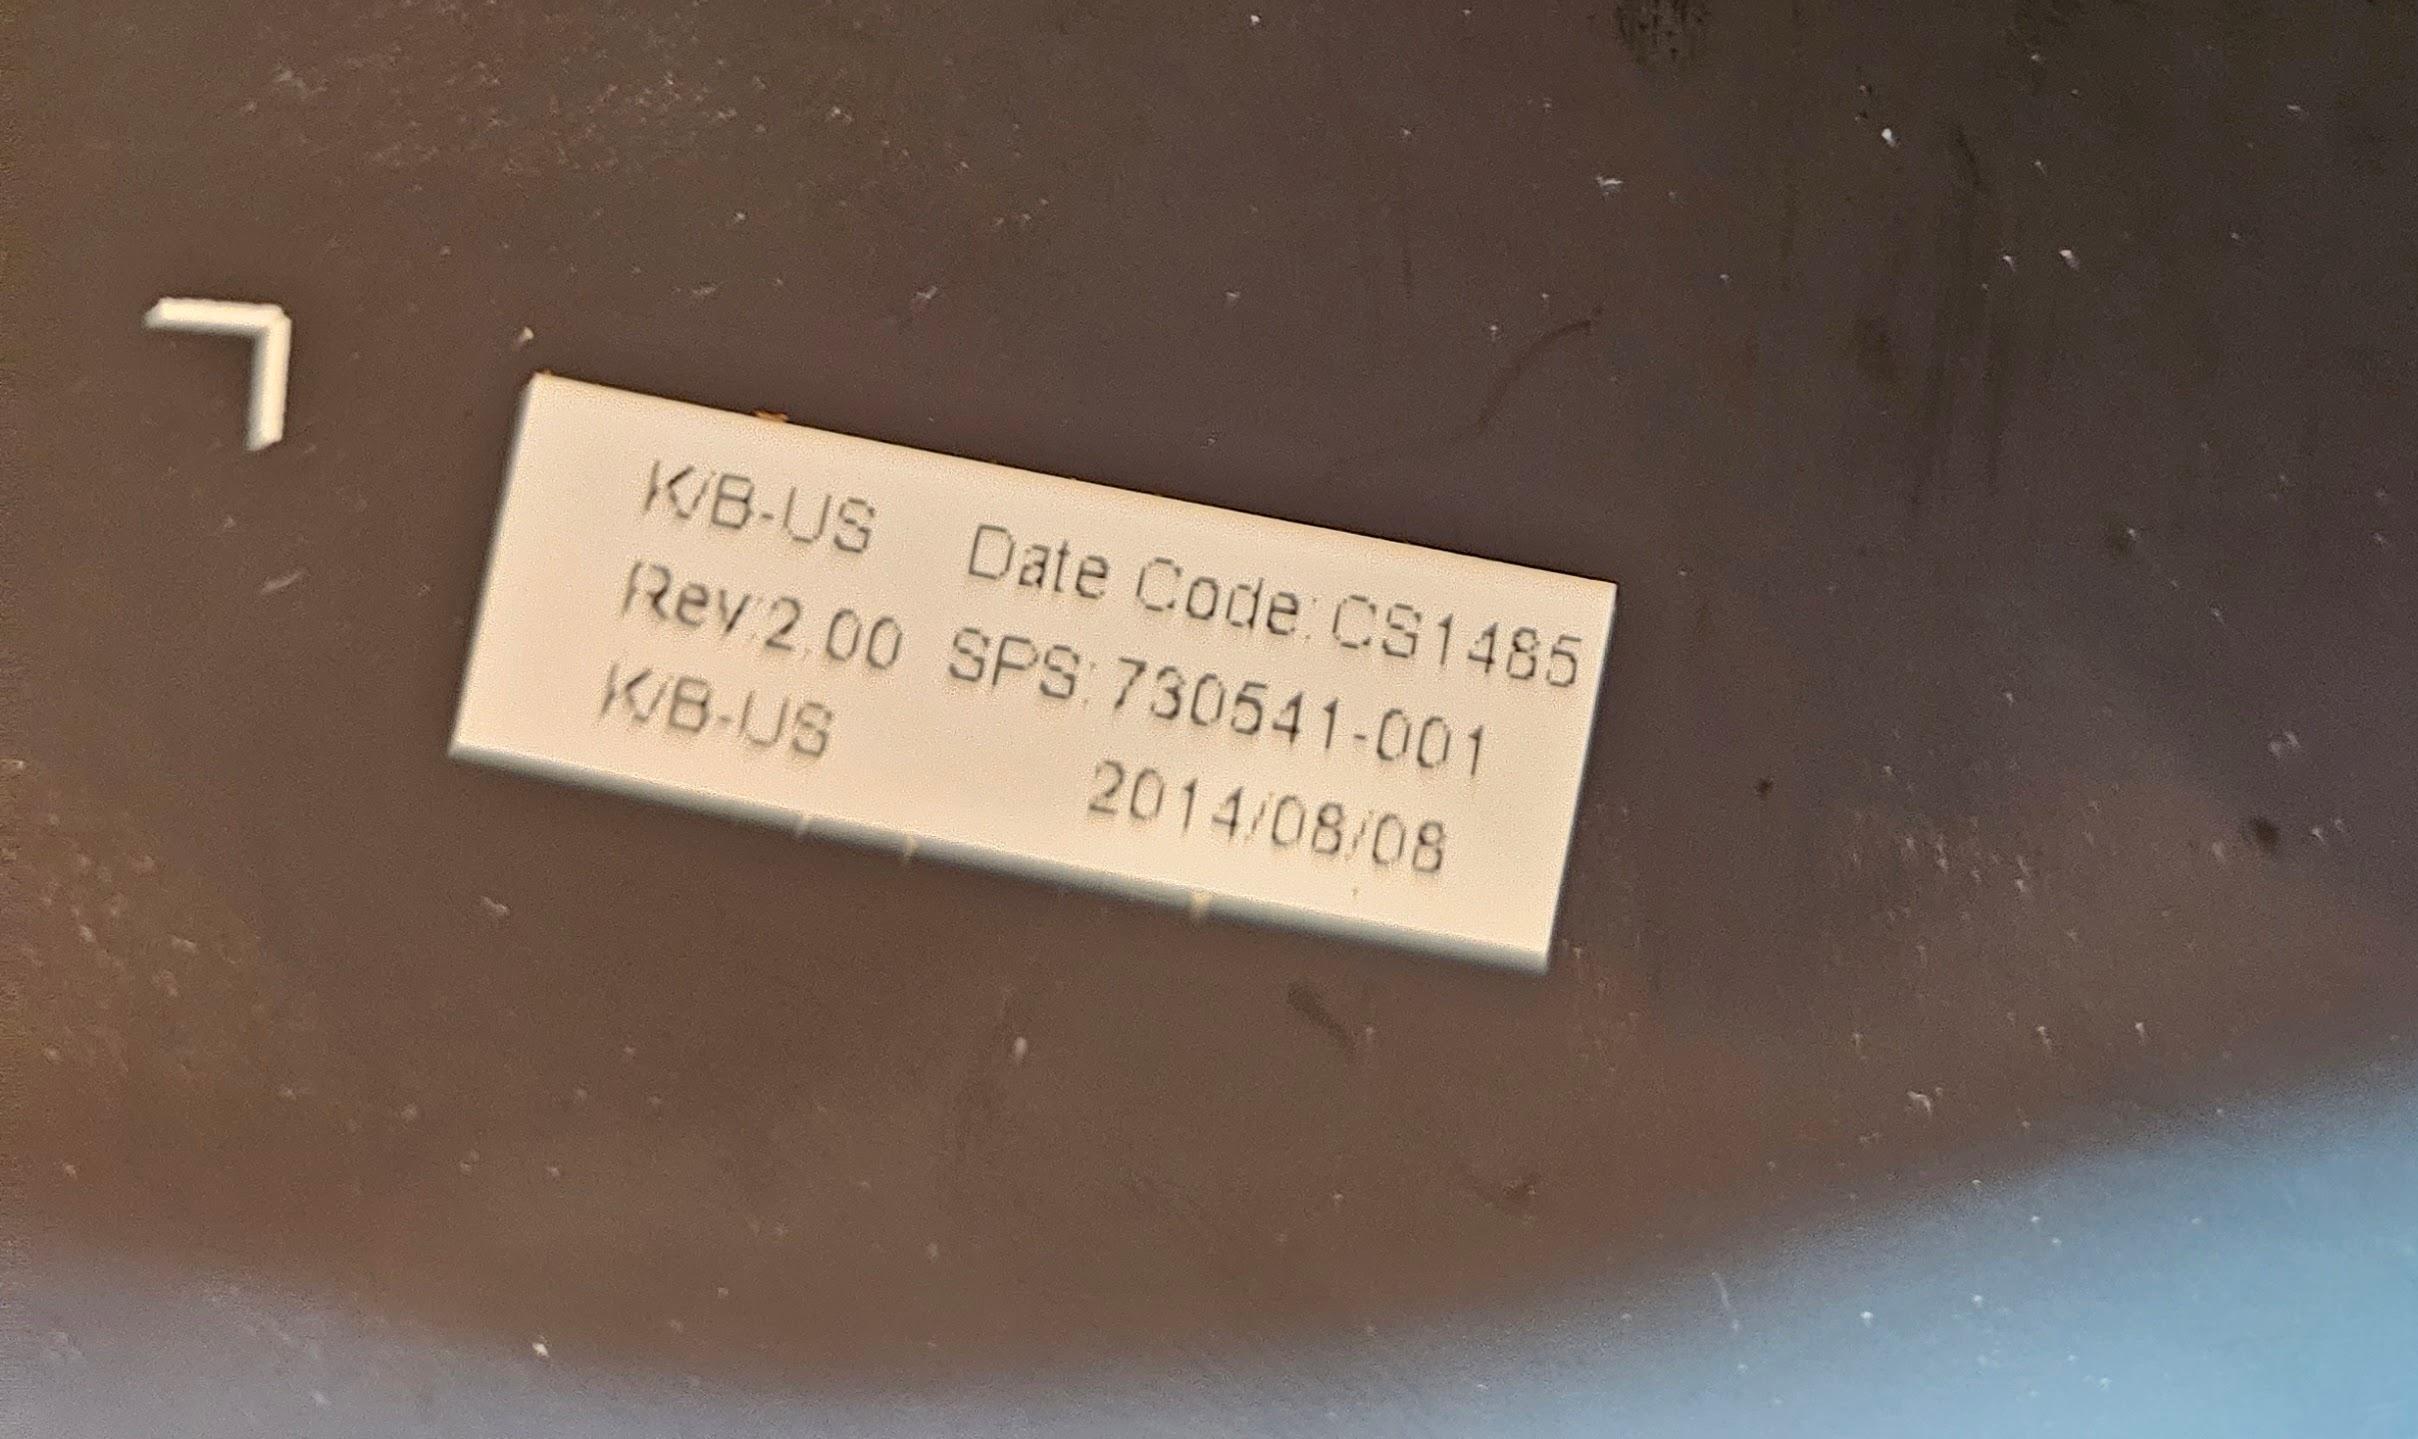 K/B-US Date Code: CS1485
Rev:2.00 SPS: 730541-001
K/B-US 2014/08/08